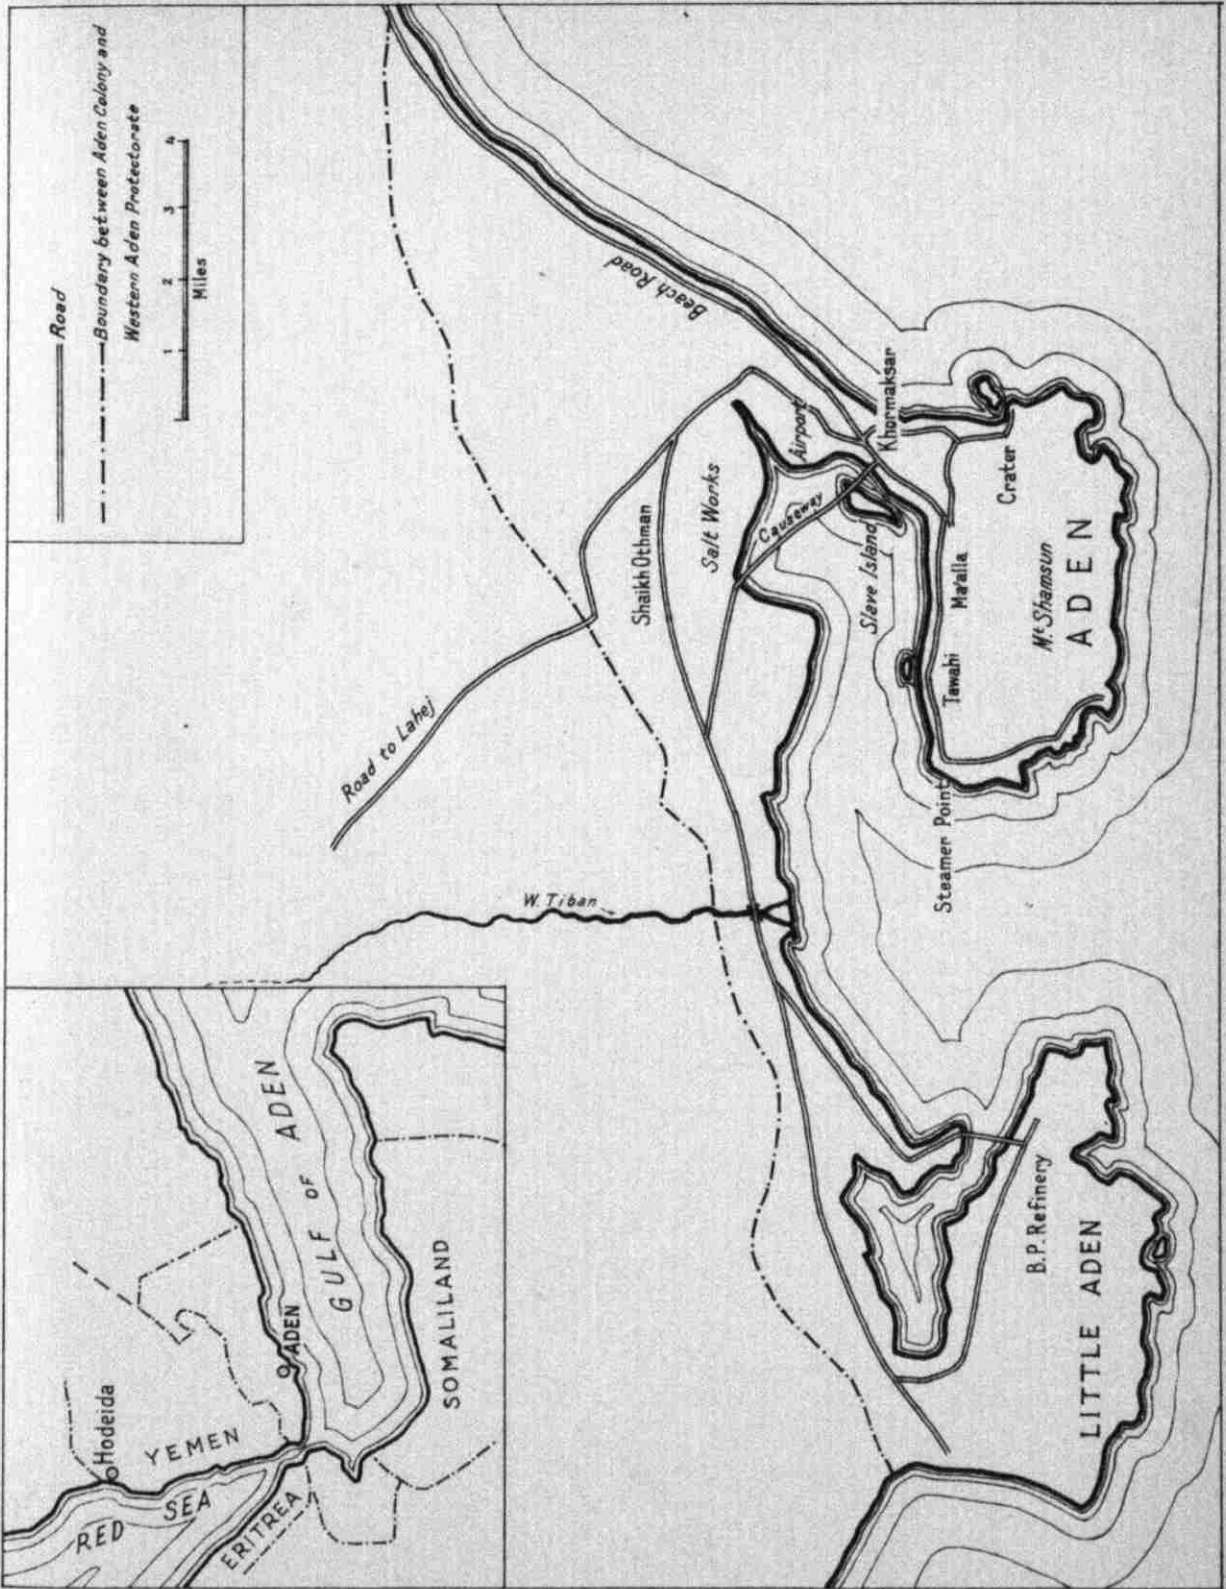 Road
Boundary between Aden Colony and
Western Aden Protectorate
1 2 3 4
Miles
RED SEA
Hodeida
YEMEN
ERITREA
ADEN
GULF OF ADEN
SOMALILAND
Road to Lahej
W. Tiban
Beach Road
Shaikh Othman
Salt Works
Airport
Causeway
Khormaksar
Slave Island
Steamer Point
Tawahi
Ma'alla
Crater
Mt Shamsun
ADEN
B.P. Refinery
LITTLE ADEN